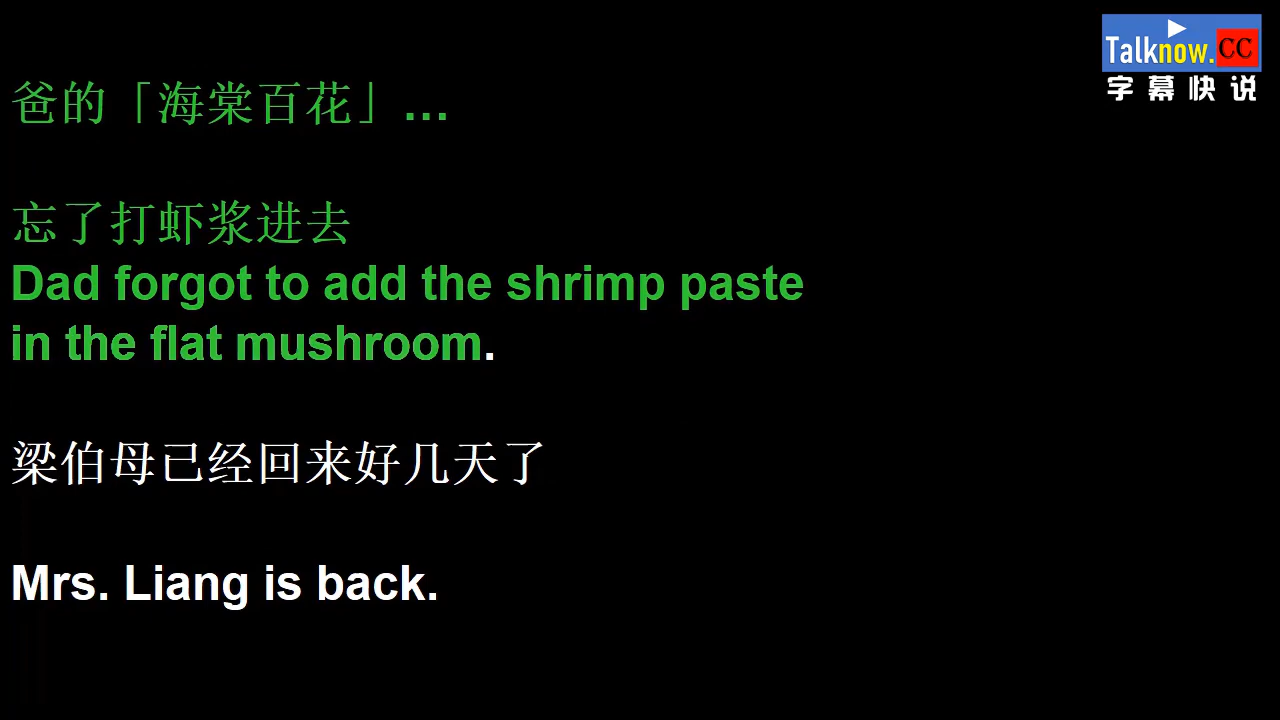 Talknow.CC
字幕快说
爸的「海棠百花」...
忘了打虾浆进去
Dad forgot to add the shrimp paste
in the flat mushroom.
梁伯母已经回来好几天了
Mrs. Liang is back.